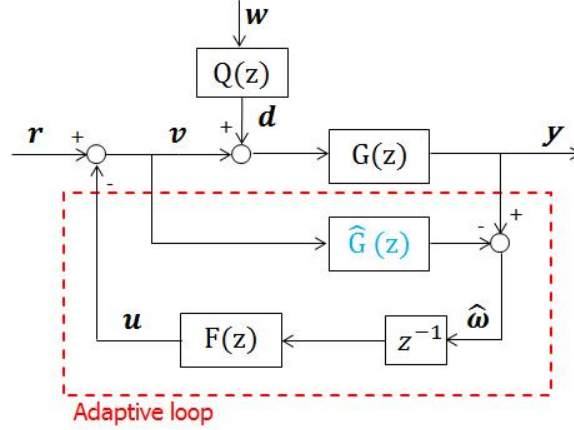 w
Q(z)
+ d
r + v G(z) y
-
Ĝ (z) - +
u F(z) z⁻¹ ω̂
Adaptive loop